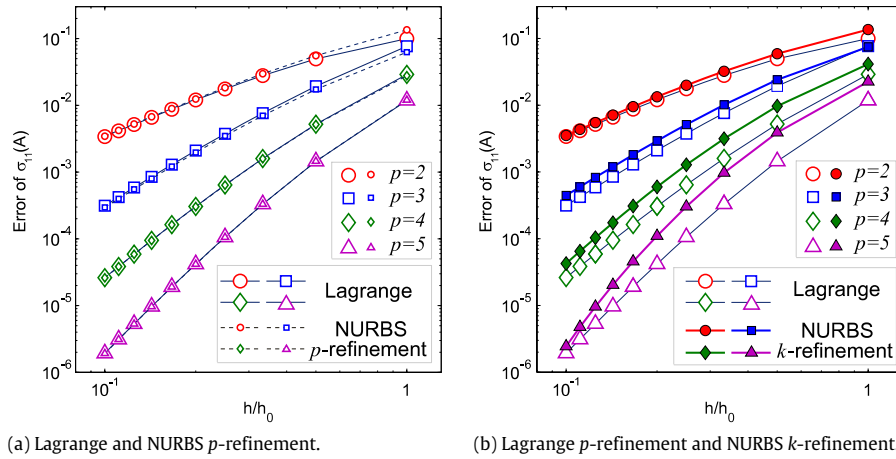 10⁻¹
10⁻²
10⁻³
10⁻⁴
10⁻⁵
10⁻⁶
Error of σ₁₁(A)
p=2
p=3
p=4
p=5
Lagrange
NURBS
p-refinement
10⁻¹
1
h/h₀
(a) Lagrange and NURBS p-refinement.
10⁻¹
10⁻²
10⁻³
10⁻⁴
10⁻⁵
10⁻⁶
Error of σ₁₁(A)
p=2
p=3
p=4
p=5
Lagrange
NURBS
k-refinement
10⁻¹
1
h/h₀
(b) Lagrange p-refinement and NURBS k-refinement